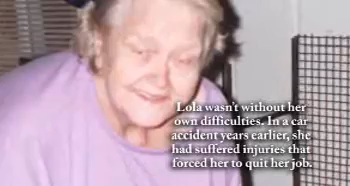 Lola wasn't without her
own difficulties. In a car
accident years earlier, she
had suffered injuries that
forced her to quit her job.